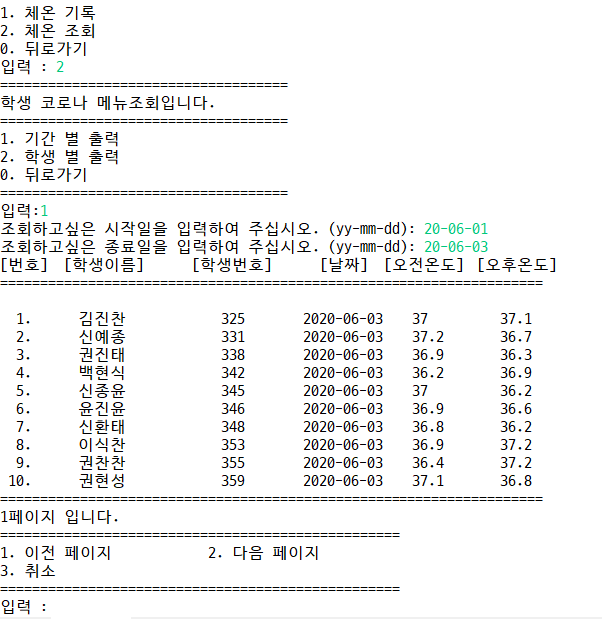 1. 체온 기록
2. 체온 조회
0. 뒤로가기
입력 : 2
====================================
학생 코로나 메뉴조회입니다.
====================================
1. 기간 별 출력
2. 학생 별 출력
0. 뒤로가기
====================================
입력:1
조회하고싶은 시작일을 입력하여 주십시오. (yy-mm-dd): 20-06-01
조회하고싶은 종료일을 입력하여 주십시오. (yy-mm-dd): 20-06-03
[번호] [학생이름] [학생번호] [날짜] [오전온도] [오후온도]
====================================================================
1. 김진찬 325 2020-06-03 37 37.1
2. 신예종 331 2020-06-03 37.2 36.7
3. 권진태 338 2020-06-03 36.9 36.3
4. 백현식 342 2020-06-03 36.2 36.9
5. 신종윤 345 2020-06-03 37 36.2
6. 윤진윤 346 2020-06-03 36.9 36.6
7. 신환태 348 2020-06-03 36.8 36.2
8. 이식찬 353 2020-06-03 36.9 37.2
9. 권찬찬 355 2020-06-03 36.4 37.2
10. 권현성 359 2020-06-03 37.1 36.8
====================================================================
1페이지 입니다.
==================================================
1. 이전 페이지 2. 다음 페이지
3. 취소
==================================================
입력 :